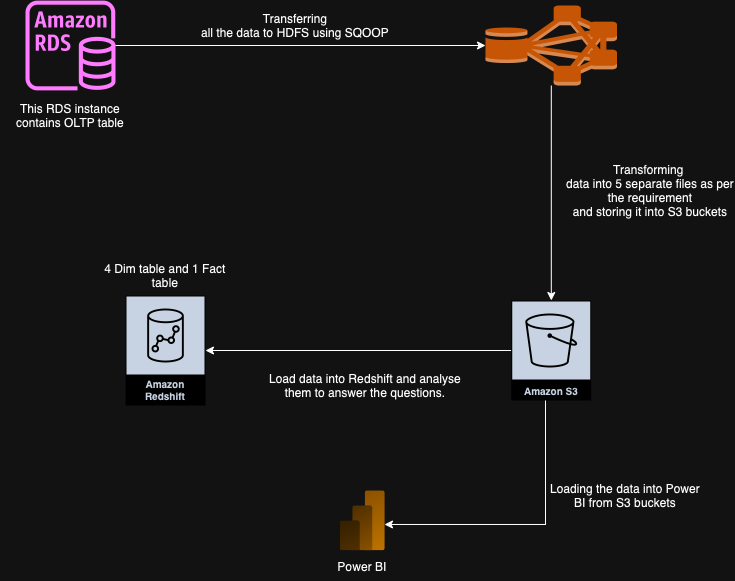 Amazon
RDS
Transferring
all the data to HDFS using SQOOP
This RDS instance
contains OLTP table
Transforming
data into 5 separate files as per
the requirement
and storing it into S3 buckets
4 Dim table and 1 Fact
table
Amazon
Redshift
Load data into Redshift and analyse
them to answer the questions.
Amazon S3
Loading the data into Power
BI from S3 buckets
Power BI